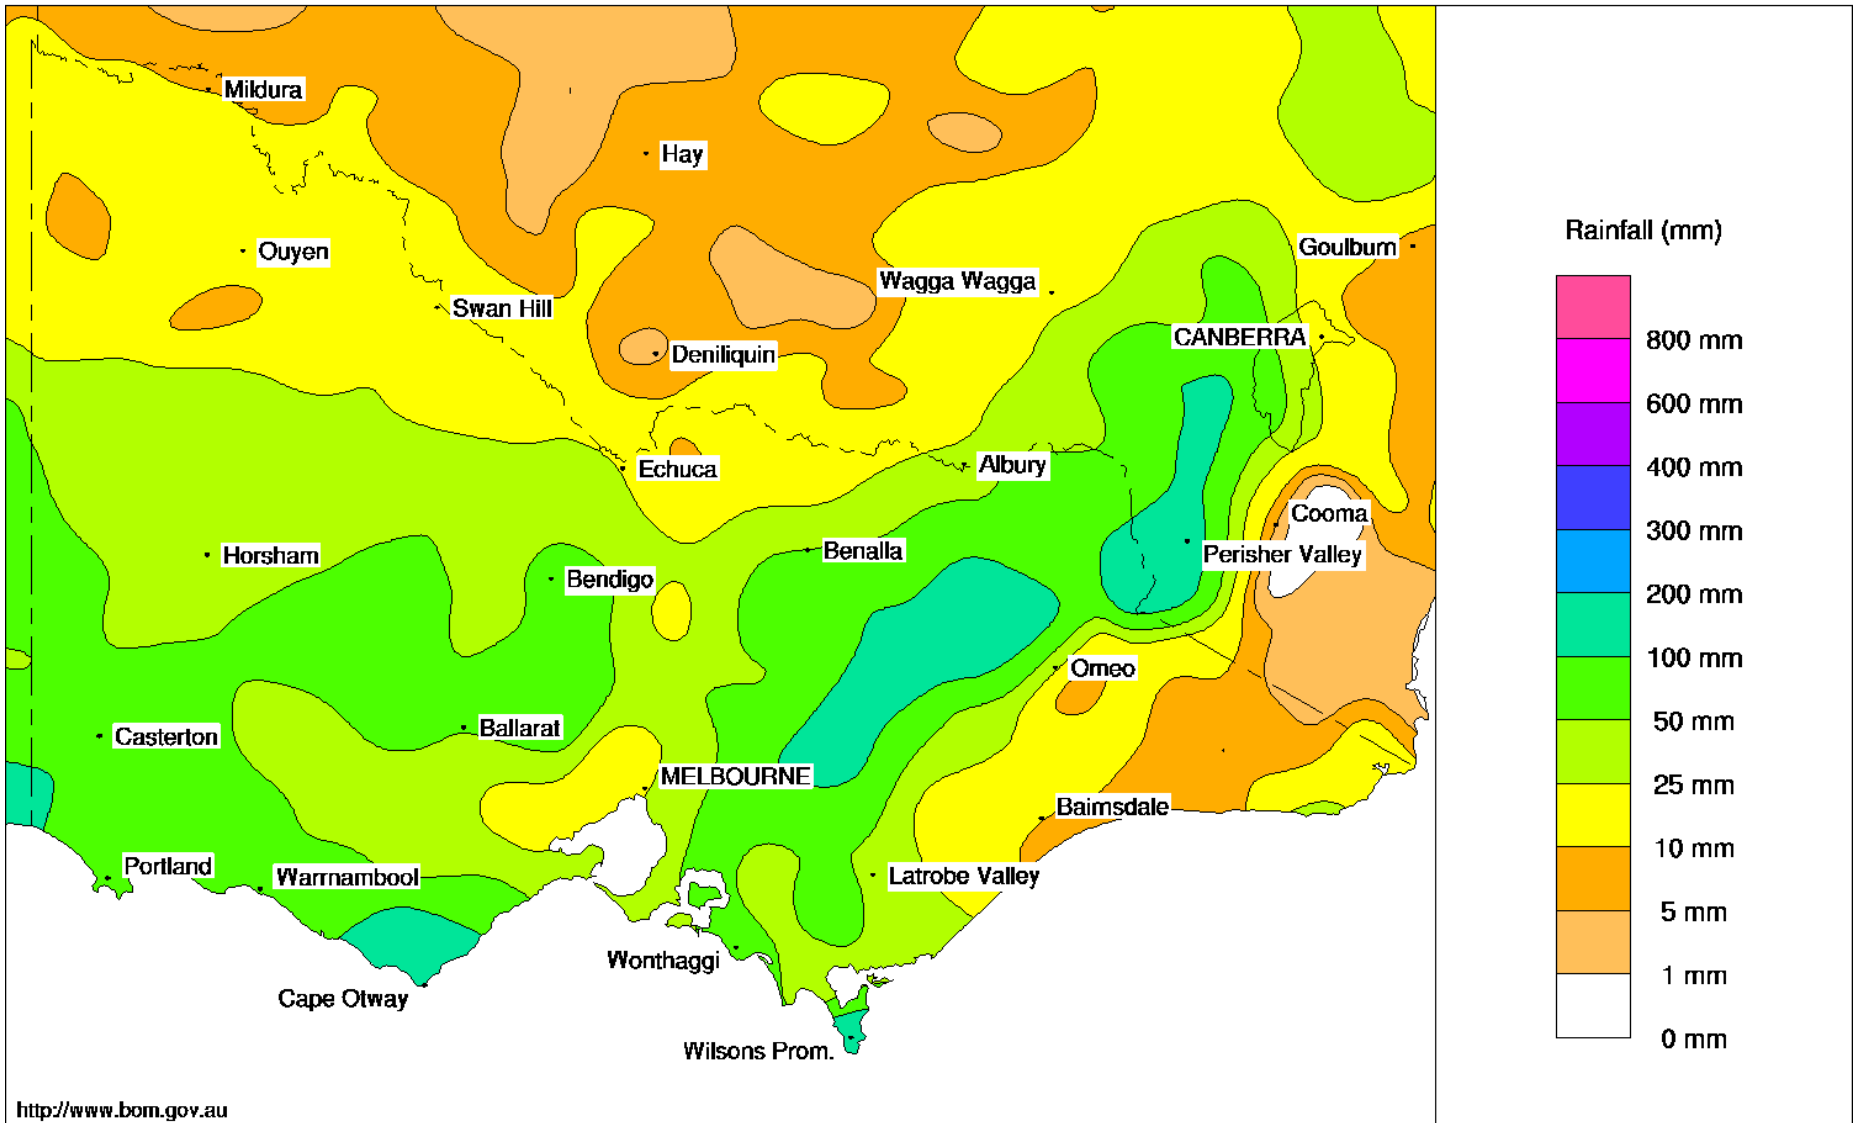 Mildura
Hay
Ouyen
Goulburn
Wagga Wagga
Swan Hill
CANBERRA
Deniliquin
Echuca
Albury
Cooma
Horsham
Benalla
Perisher Valley
Bendigo
Omeo
Casterton
Ballarat
MELBOURNE
Bairnsdale
Portland
Warrnambool
Latrobe Valley
Wonthaggi
Cape Otway
Wilsons Prom.
http://www.bom.gov.au
Rainfall (mm)
800 mm
600 mm
400 mm
300 mm
200 mm
100 mm
50 mm
25 mm
10 mm
5 mm
1 mm
0 mm